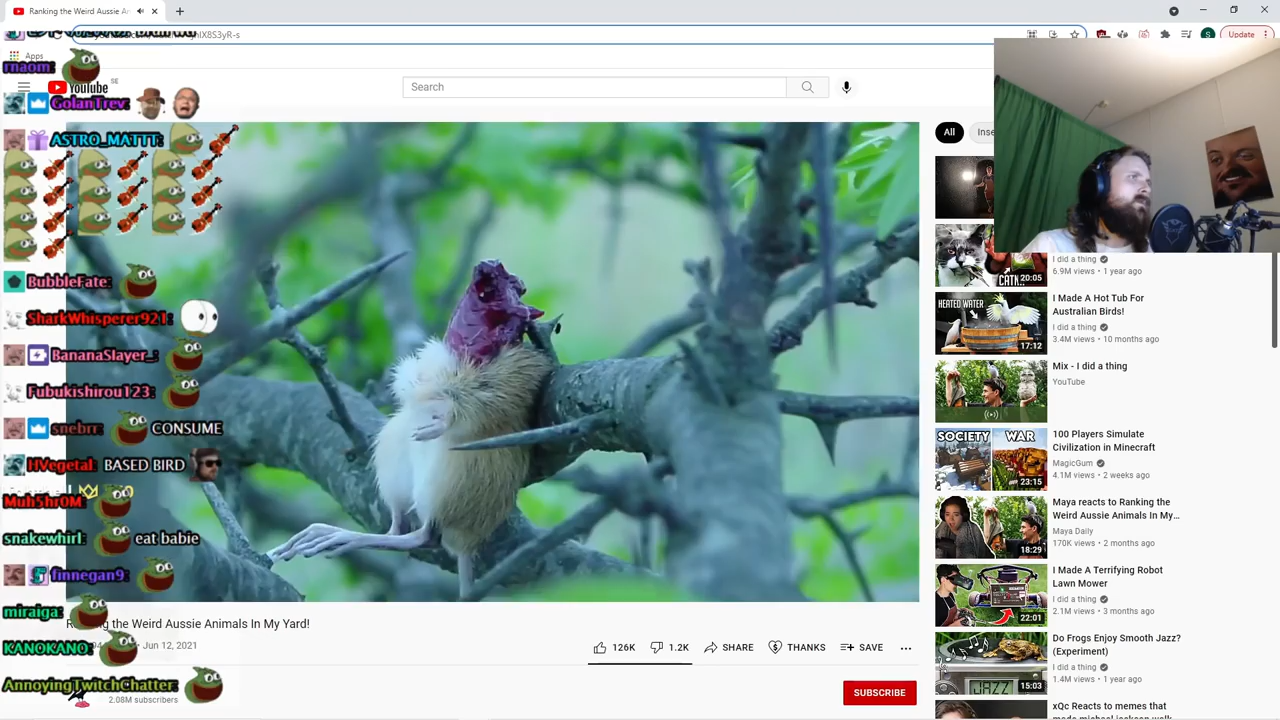 Ranking the Weird Aussie An
Update
Apps
YouTube SE
Search
All
rnaom:
GolanTrev:
ASTRO_MATTT:
BubbleFate:
SharkWhisperer921:
BananaSlayer_:
Fubukishirou123:
snebrr: CONSUME
HVegetal: BASED BIRD
Muh5hr0M:
snakewhirl: eat babie
finnegan9:
miraiga:
KANOKANO:
AnnoyingTwitchChatter:
the Weird Aussie Animals In My Yard!
Jun 12, 2021
126K
1.2K
SHARE
THANKS
SAVE
2.08M subscribers
SUBSCRIBE
I did a thing
6.9M views • 1 year ago
20:05
HEATED WATER
17:12
I Made A Hot Tub For
Australian Birds!
I did a thing
3.4M views • 10 months ago
Mix - I did a thing
YouTube
SOCIETY WAR
23:15
100 Players Simulate
Civilization in Minecraft
MagicGum
4.1M views • 2 weeks ago
18:29
Maya reacts to Ranking the
Weird Aussie Animals In My...
Maya Daily
170K views • 2 months ago
22:01
I Made A Terrifying Robot
Lawn Mower
I did a thing
2.1M views • 3 months ago
JAZZ
15:03
Do Frogs Enjoy Smooth Jazz?
(Experiment)
I did a thing
1.4M views • 1 year ago
xQc Reacts to memes that